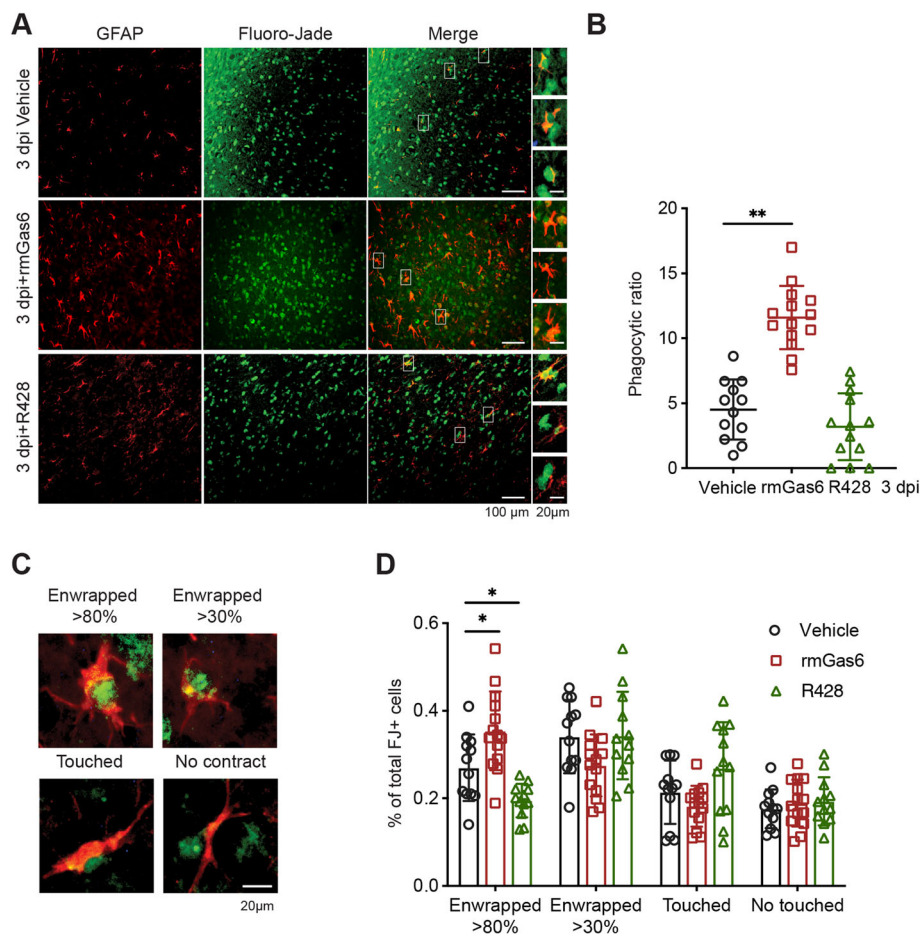 A
GFAP
Fluoro-Jade
Merge
3 dpi Vehicle
3 dpi+rmGas6
3 dpi+R428
100 μm
20μm
B
Phagocytic ratio
20
15
10
5
0
**
Vehicle
rmGas6
R428
3 dpi
C
Enwrapped
>80%
Enwrapped
>30%
Touched
No contract
20μm
D
% of total FJ+ cells
0.6
0.4
0.2
0.0
*
*
Vehicle
rmGas6
R428
Enwrapped
>80%
Enwrapped
>30%
Touched
No touched